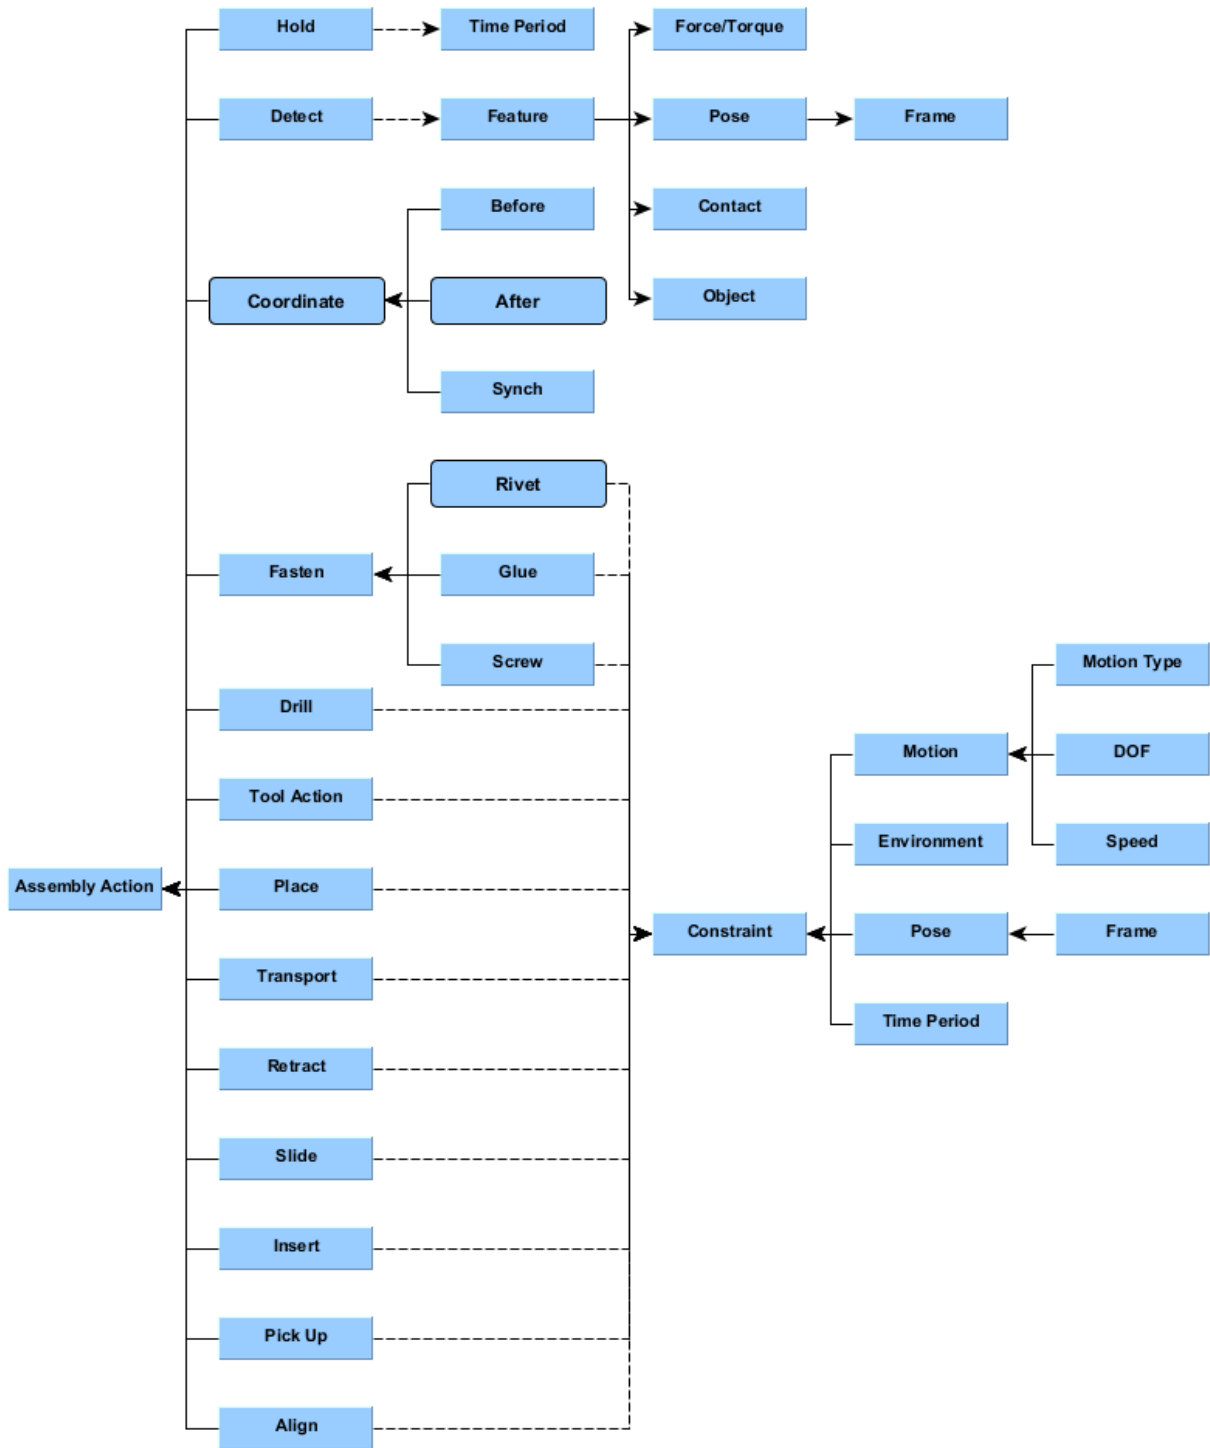 Hold
Time Period
Force/Torque
Detect
Feature
Pose
Frame
Before
Contact
Coordinate
After
Object
Synch
Rivet
Fasten
Glue
Screw
Motion Type
Drill
Motion
DOF
Tool Action
Environment
Speed
Assembly Action
Place
Constraint
Pose
Frame
Transport
Time Period
Retract
Slide
Insert
Pick Up
Align